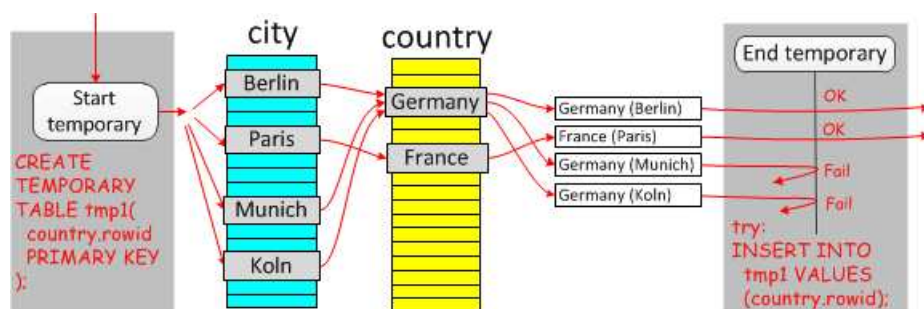 city
country
End temporary
Start
temporary
Berlin
Paris
Munich
Koln
Germany
France
Germany (Berlin)
France (Paris)
Germany (Munich)
Germany (Koln)
OK
OK
Fail
Fail
CREATE
TEMPORARY
TABLE tmp1(
country.rowid
PRIMARY KEY
);
try:
INSERT INTO
tmp1 VALUES
(country.rowid);